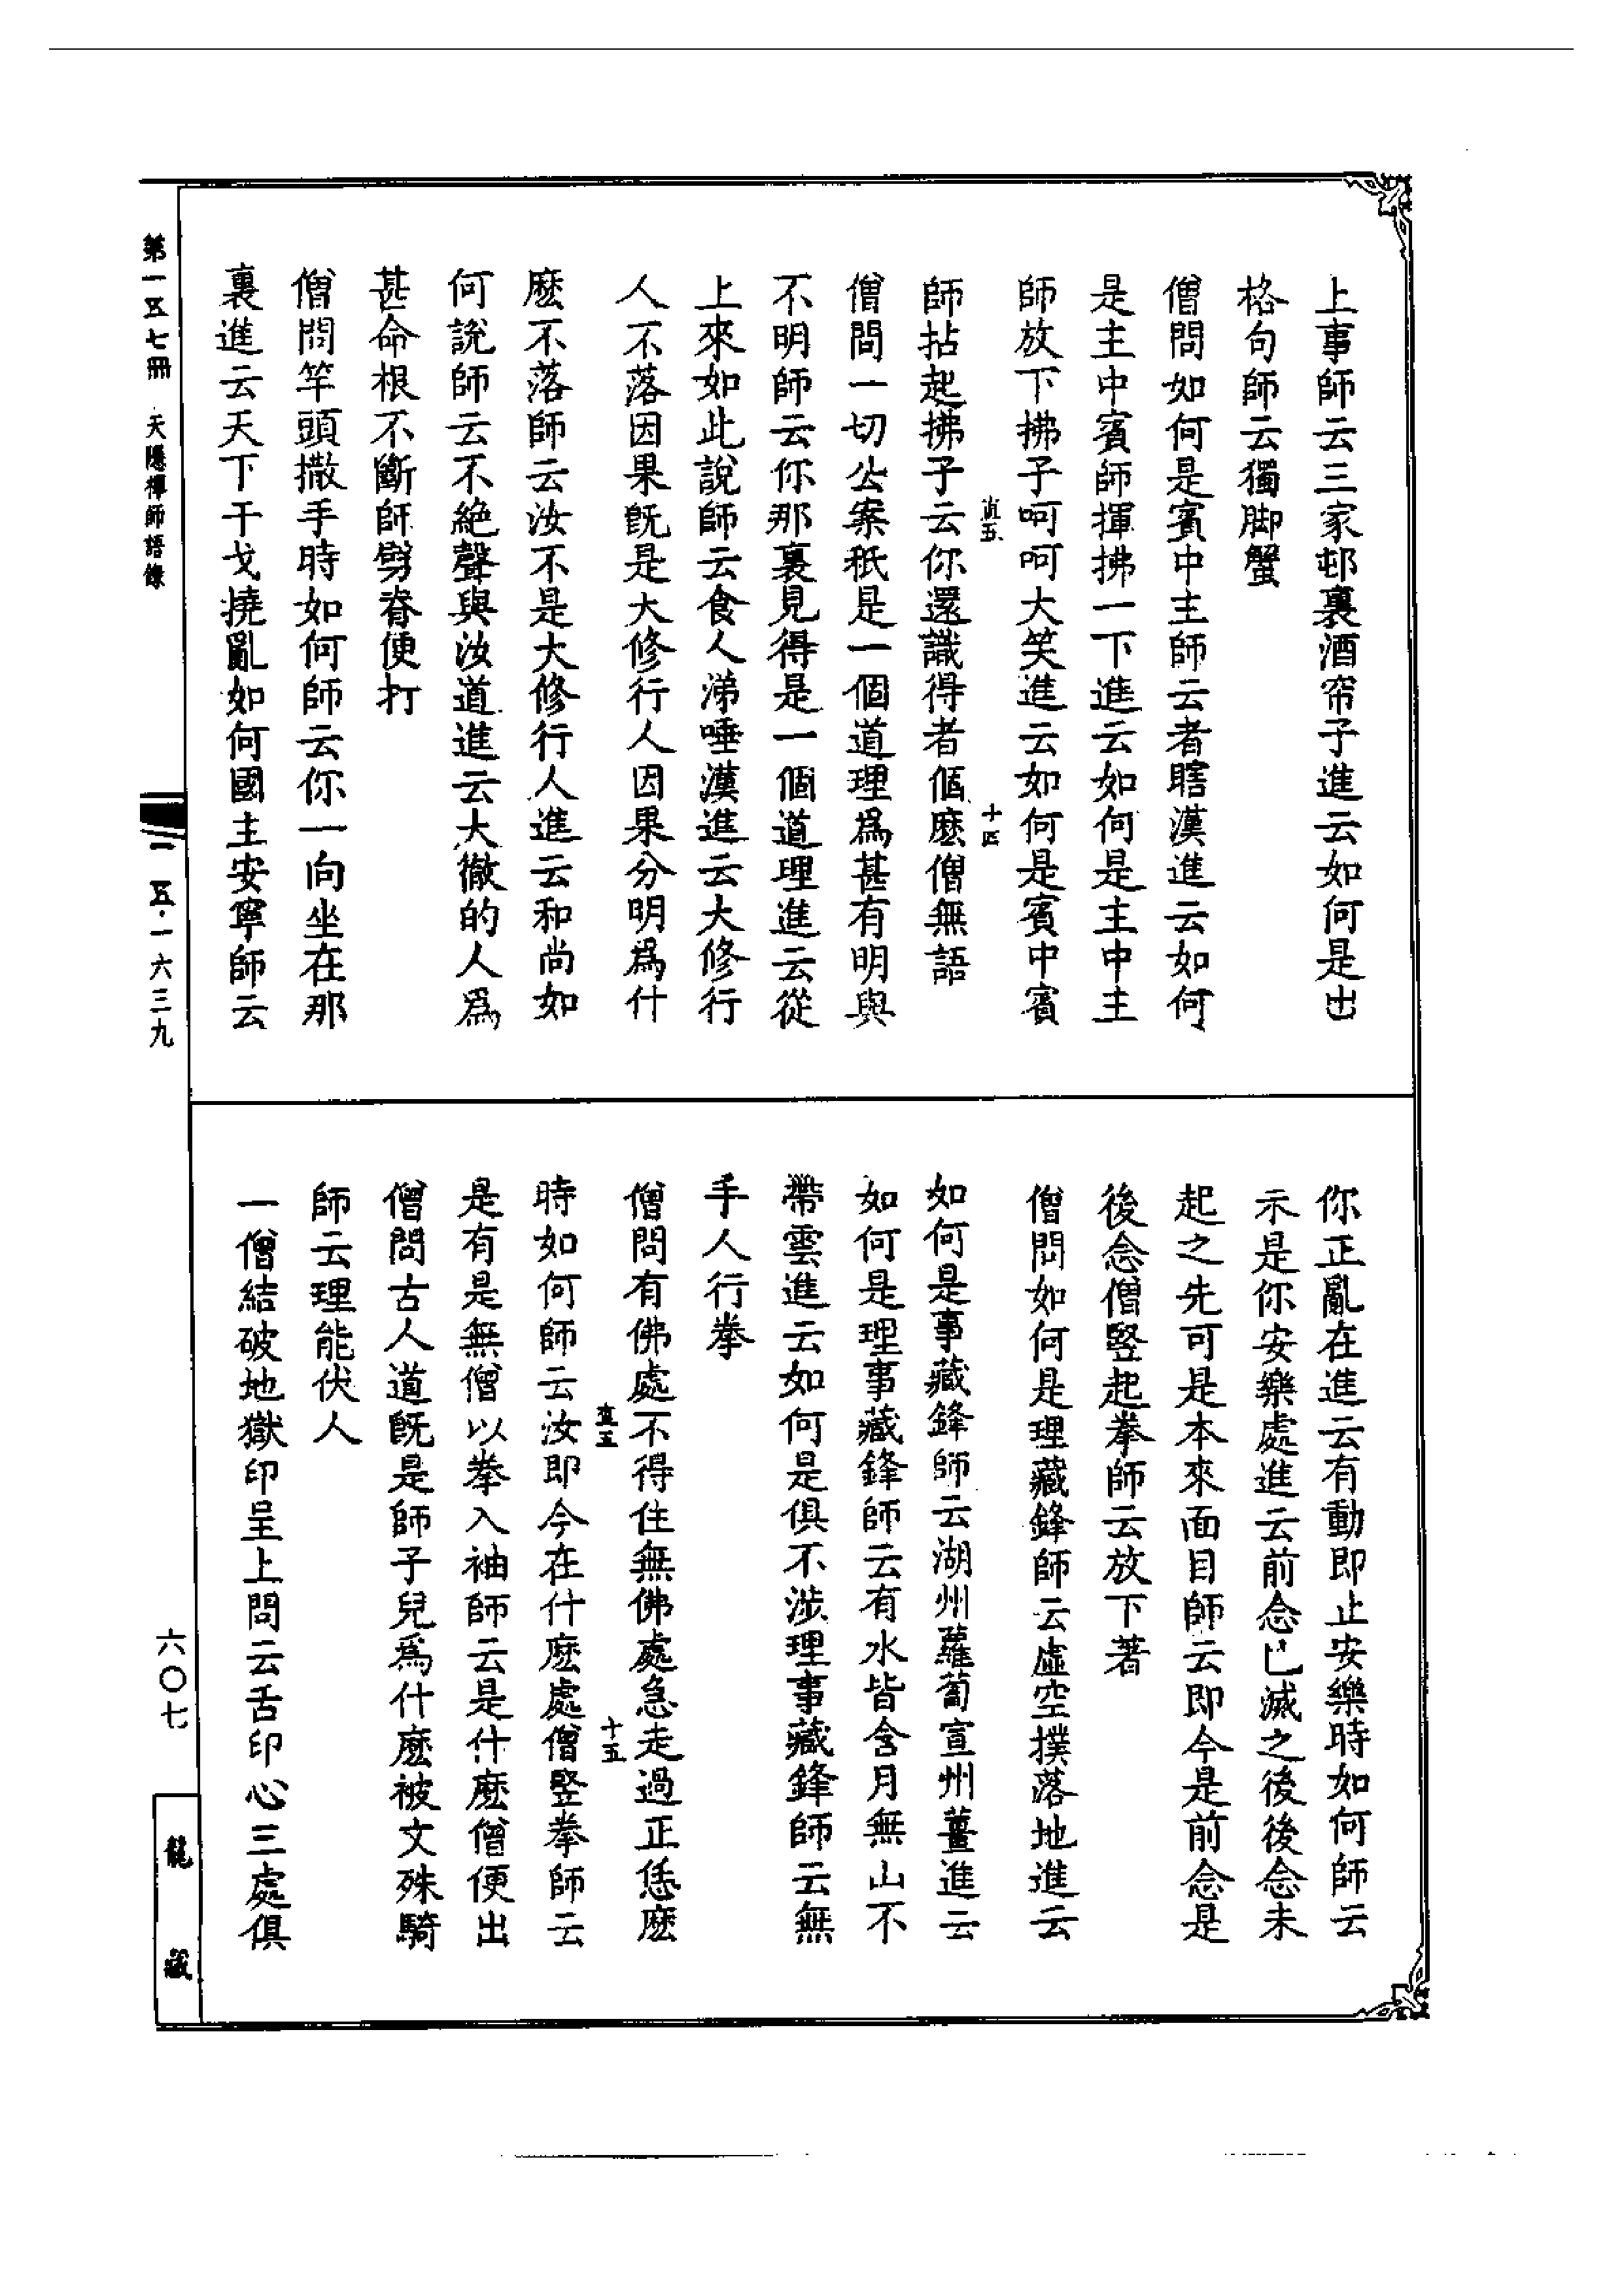 上事師云三家邨裏酒帘子進云如何是出
格句師云獨脚蟹
僧問如何是賓中主師云者瞎漢進云如何
是主中賓師揮拂一下進云如何是主中主
師放下拂子呵呵大笑進云如何是賓中賓
直五 十四
師拈起拂子云你還識得者個麽僧無語
僧問一切公案秖是一個道理爲甚有明與
不明師云你那裏見得是一個道理進云從
上來如此說師云食人涕唾漢進云大修行
人不落因果旣是大修行人因果分明爲什
麽不落師云汝不是大修行人進云和尚如
何說師云不絕聲與汝道進云大徹的人爲
甚命根不斷師劈脊便打
僧問竿頭撒手時如何師云你一向坐在那
裏進云天下干戈撓亂如何國主安寧師云
第一五七冊 天隱禪師語錄
二五·一六三九
你正亂在進云有動即止安樂時如何師云
示是你安樂處進云前念已滅之後後念未
起之先可是本來面目師云即今是前念是
後念僧竪起拳師云放下著
僧問如何是理藏鋒師云虛空撲落地進云
如何是事藏鋒師云湖州蘿蔔宣州薑進云
如何是理事藏鋒師云有水皆含月無山不
帶雲進云如何是俱不涉理事藏鋒師云無
手人行拳
僧問有佛處不得住無佛處急走過正恁麽
直五 十五
時如何師云汝即今在什麽處僧竪拳師云
是有是無僧以拳入袖師云是什麽僧便出
僧問古人道旣是師子兒爲什麽被文殊騎
師云理能伏人
一僧結破地獄印呈上問云舌印心三處俱
六〇七
龍藏